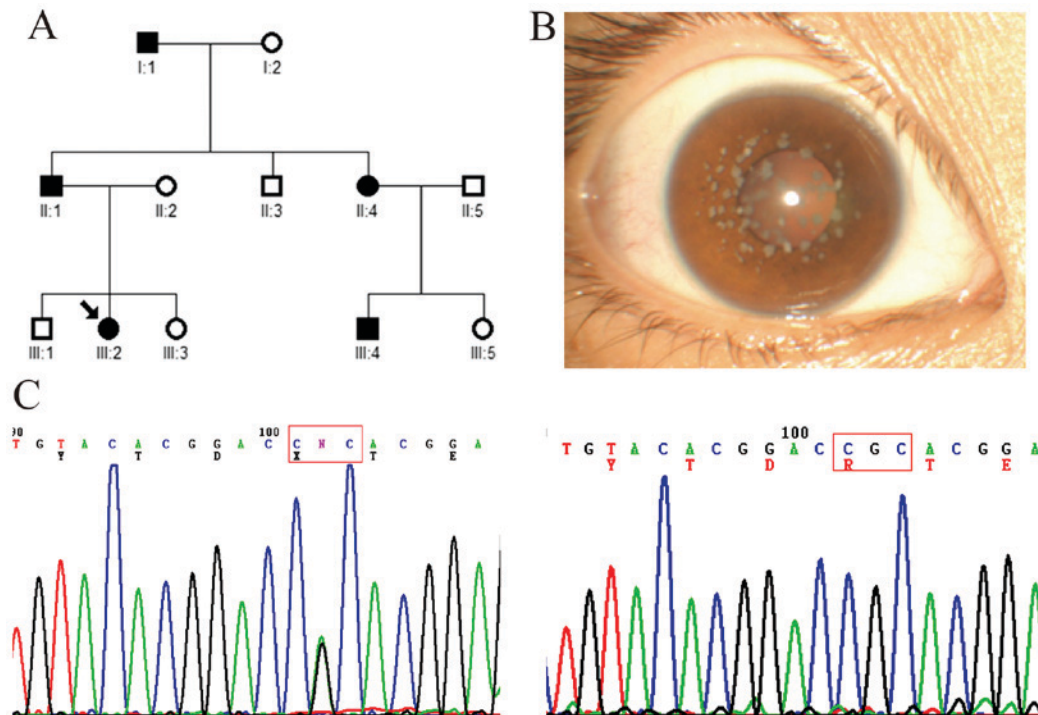 A
B
I:1 I:2
II:1 II:2 II:3 II:4 II:5
III:1 III:2 III:3 III:4 III:5
C
90 100
T G T A C A C G G A C C N C A C G G A
Y T D X T E
100
T G T A C A C G G A C C G C A C G G A
Y T D R T E